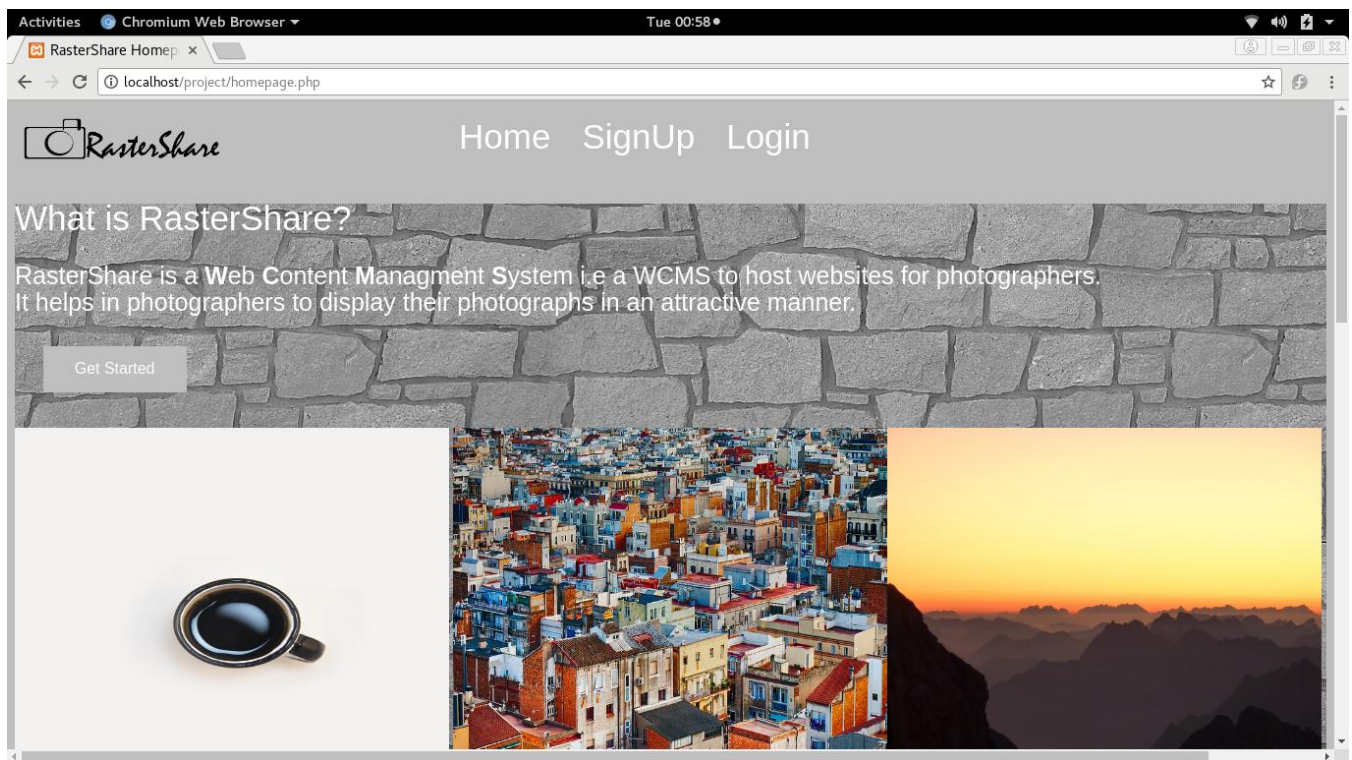 Activities Chromium Web Browser Tue 00:58
RasterShare Homep
localhost/project/homepage.php
RasterShare
Home SignUp Login
What is RasterShare?
RasterShare is a Web Content Managment System i.e a WCMS to host websites for photographers.
It helps in photographers to display their photographs in an attractive manner.
Get Started